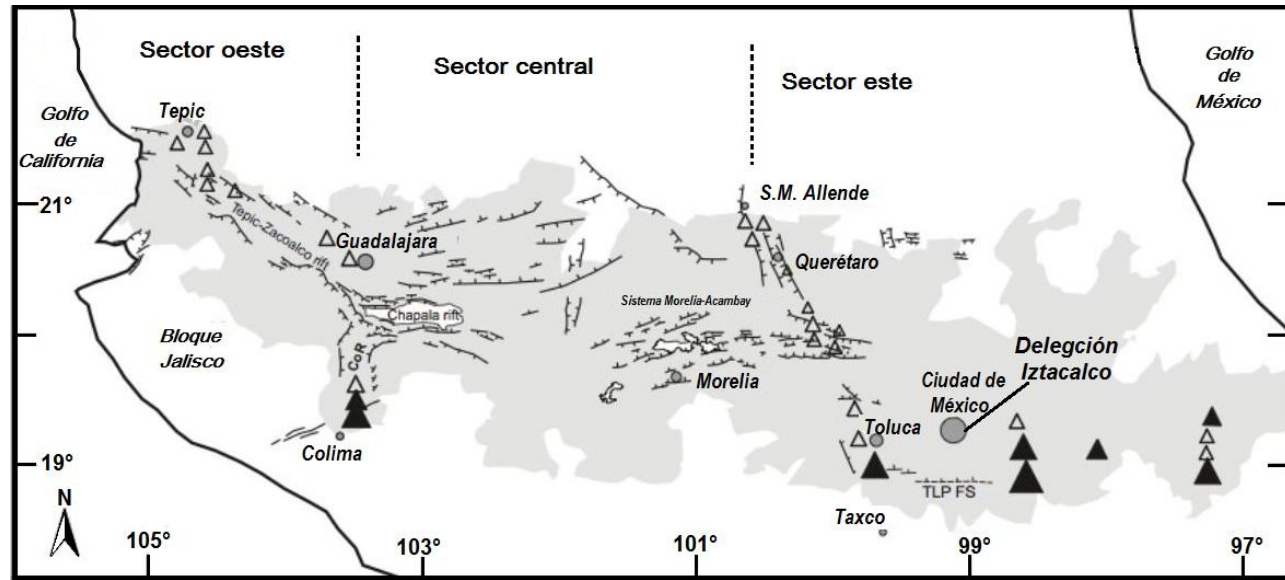 Sector oeste
Sector central
Sector este
Golfo
de
México
Golfo
de
California
Tepic
21°
S.M. Allende
Tepic-Zacoalco rift
Guadalajara
Querétaro
Chapala rift
Sistema Morelia-Acambay
Bloque
Jalisco
CoR
Morelia
Delegción
Iztacalco
Ciudad de
México
Toluca
Colima
19°
TLP FS
Taxco
N
105°
103°
101°
99°
97°